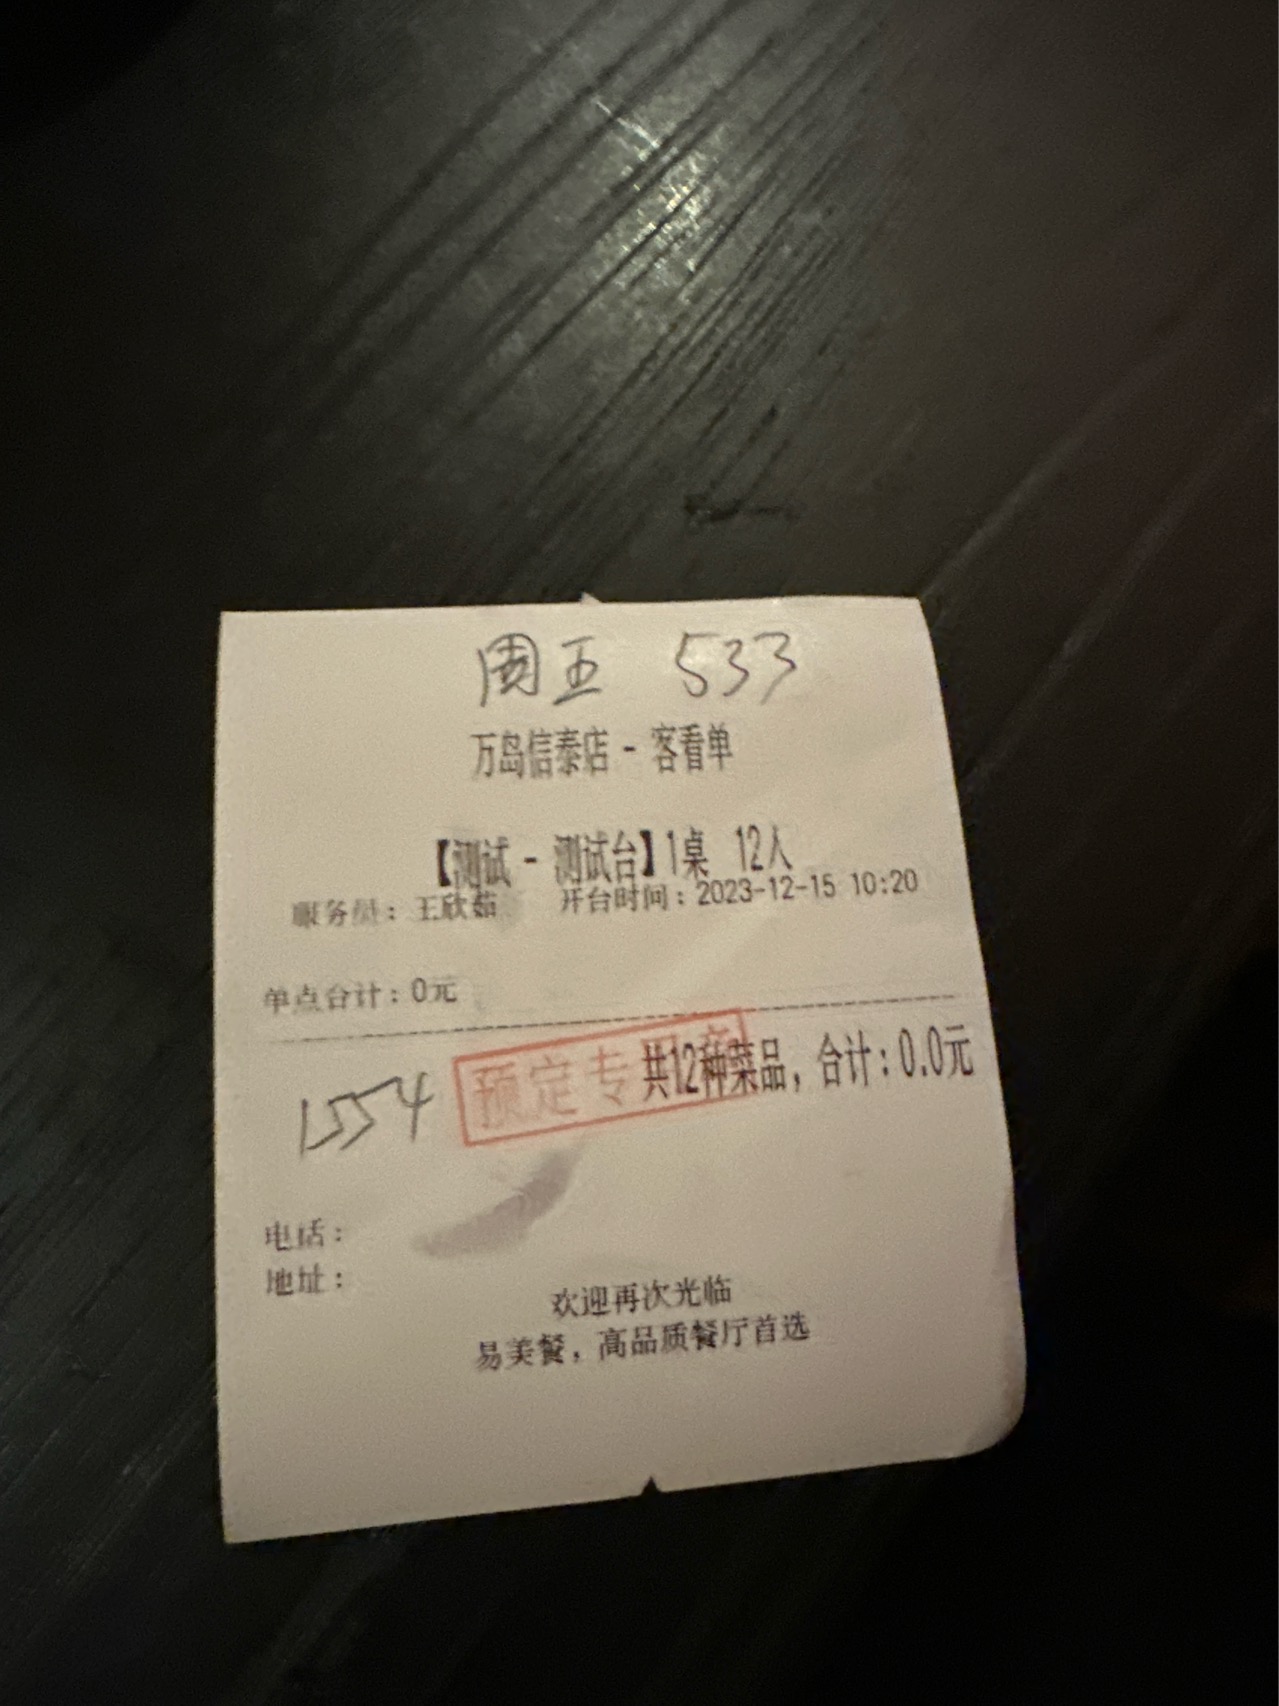 周五 533
万岛信泰店 - 客看单
【测试 - 测试台】1桌 12人
服务员：王欣茹 开台时间：2023-12-15 10:20
单点合计：0元
预定专用章
共12种菜品，合计：0.0元
1554
电话：
地址：
欢迎再次光临
易美餐，高品质餐厅首选